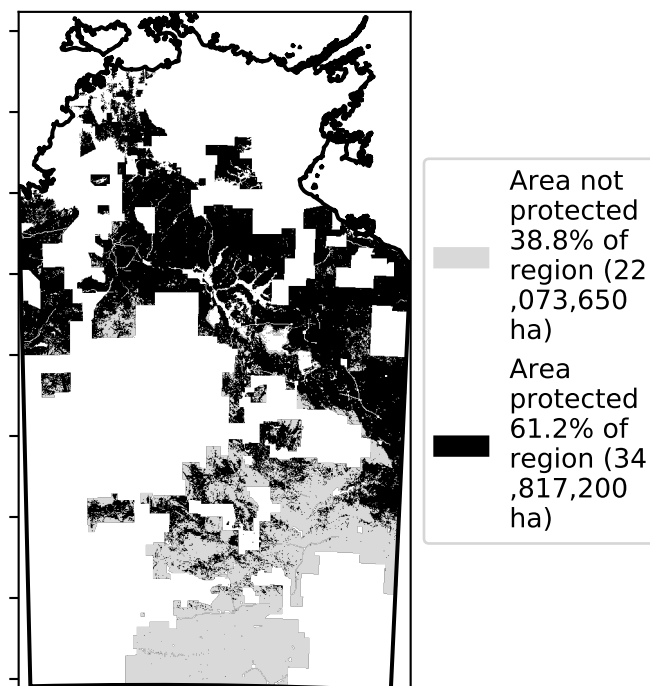 Area not
protected
38.8% of
region (22
,073,650
ha)
Area
protected
61.2% of
region (34
,817,200
ha)